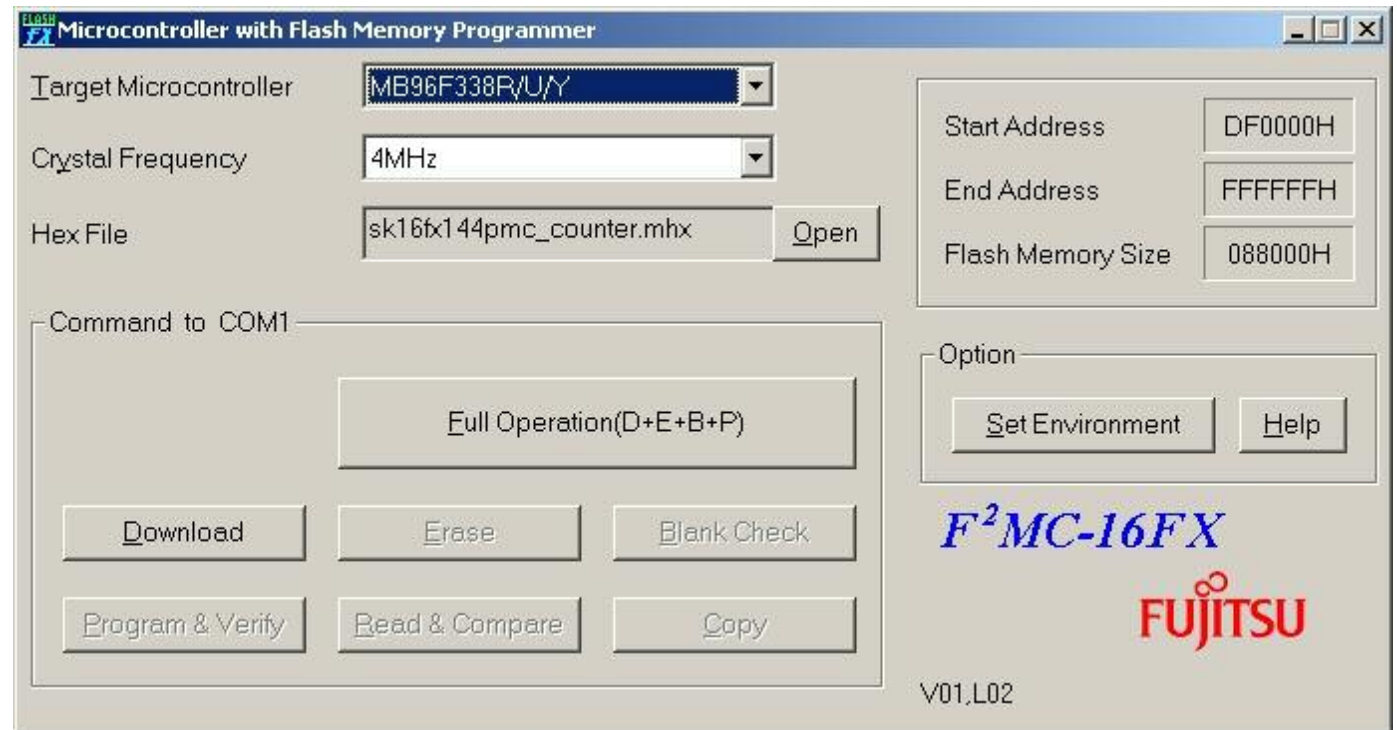 FLASH FX Microcontroller with Flash Memory Programmer
Target Microcontroller MB96F338R/U/Y
Crystal Frequency 4MHz
Hex File sk16fx144pmc_counter.mhx Open
Start Address DF0000H
End Address FFFFFFH
Flash Memory Size 088000H
Command to COM1
Full Operation(D+E+B+P)
Download Erase Blank Check
Program & Verify Read & Compare Copy
Option
Set Environment Help
F²MC-16FX
FUJITSU
V01,L02